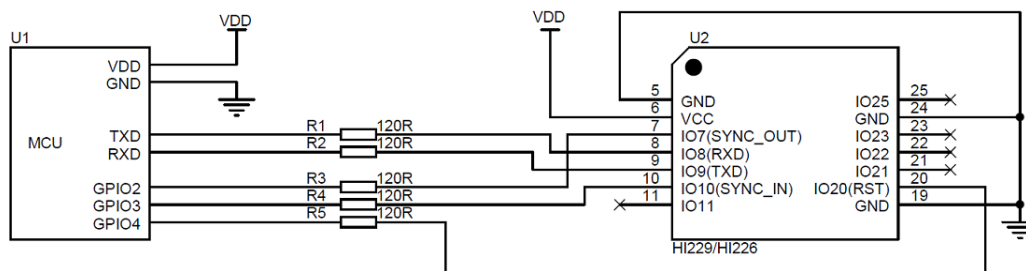 U1
VDD
VDD
U2
VDD
GND
MCU
TXD
RXD
GPIO2
GPIO3
GPIO4
R1 120R
R2 120R
R3 120R
R4 120R
R5 120R
5 GND
6 VCC
7 IO7(SYNC_OUT)
8 IO8(RXD)
9 IO9(TXD)
10 IO10(SYNC_IN)
11 IO11
IO25 25
GND 24
IO23 23
IO22 22
IO21 21
IO20(RST) 20
GND 19
HI229/HI226